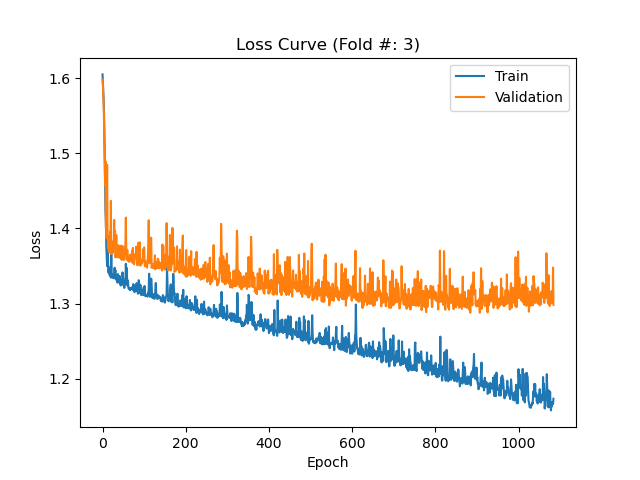 Loss Curve (Fold #: 3)
Train
Validation
Loss
1.6
1.5
1.4
1.3
1.2
0 200 400 600 800 1000
Epoch